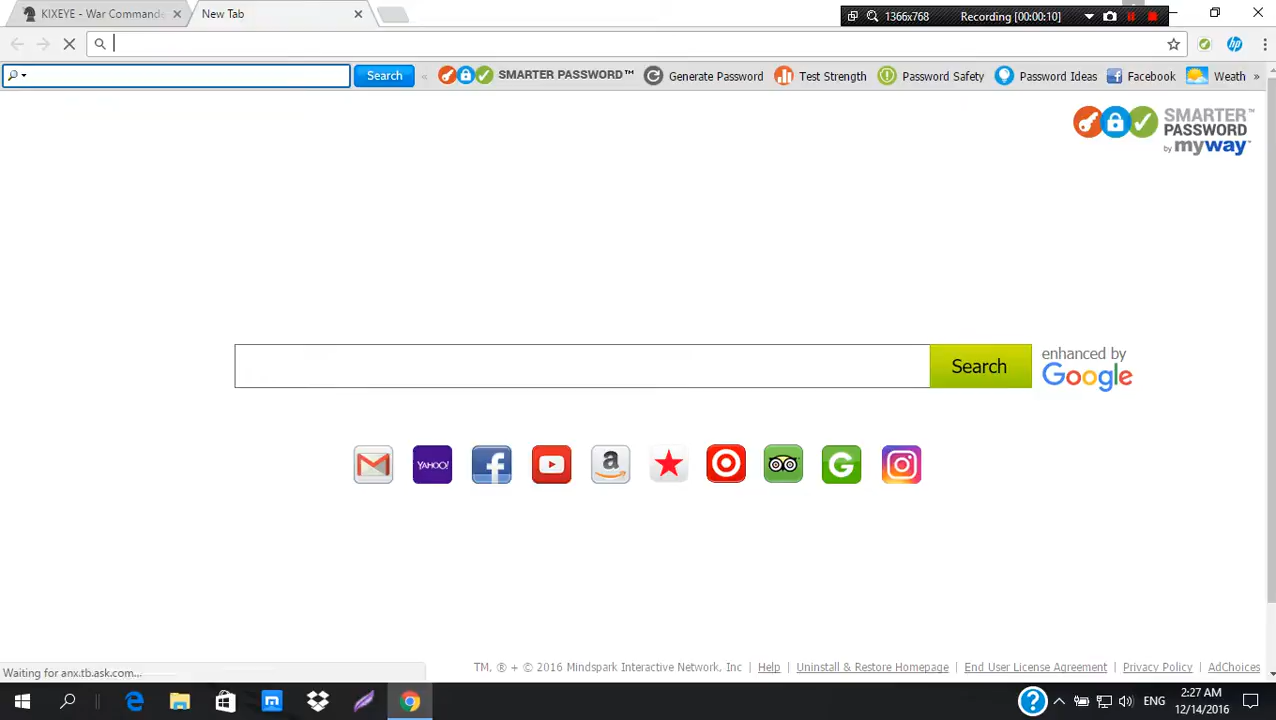 KIXEYE - War Commande
New Tab
1366x768
Recording [00:00:10]
Search
SMARTER PASSWORD™
Generate Password
Test Strength
Password Safety
Password Ideas
Facebook
Weath
»
SMARTER™
PASSWORD
by myway™
Search
enhanced by
Google
YAHOO!
Waiting for anx.tb.ask.com...
TM, ® + © 2016 Mindspark Interactive Network, Inc | Help | Uninstall & Restore Homepage | End User License Agreement | Privacy Policy | AdChoices
ENG
2:27 AM
12/14/2016